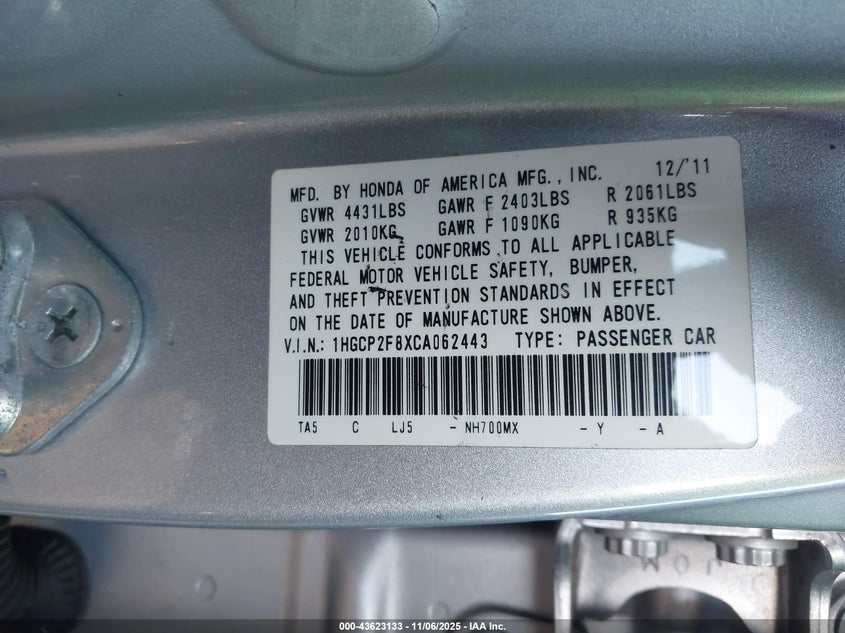 MFD. BY HONDA OF AMERICA MFG., INC. 12/'11
GVWR 4431LBS GAWR F 2403LBS R 2061LBS
GVWR 2010KG GAWR F 1090KG R 935KG
THIS VEHICLE CONFORMS TO ALL APPLICABLE
FEDERAL MOTOR VEHICLE SAFETY, BUMPER,
AND THEFT PREVENTION STANDARDS IN EFFECT
ON THE DATE OF MANUFACTURE SHOWN ABOVE.
V.I.N.: 1HGCP2F8XCA062443 TYPE: PASSENGER CAR
TA5 C LJ5 - NH700MX - Y - A
000-43623133 - 11/06/2025 - IAA Inc.